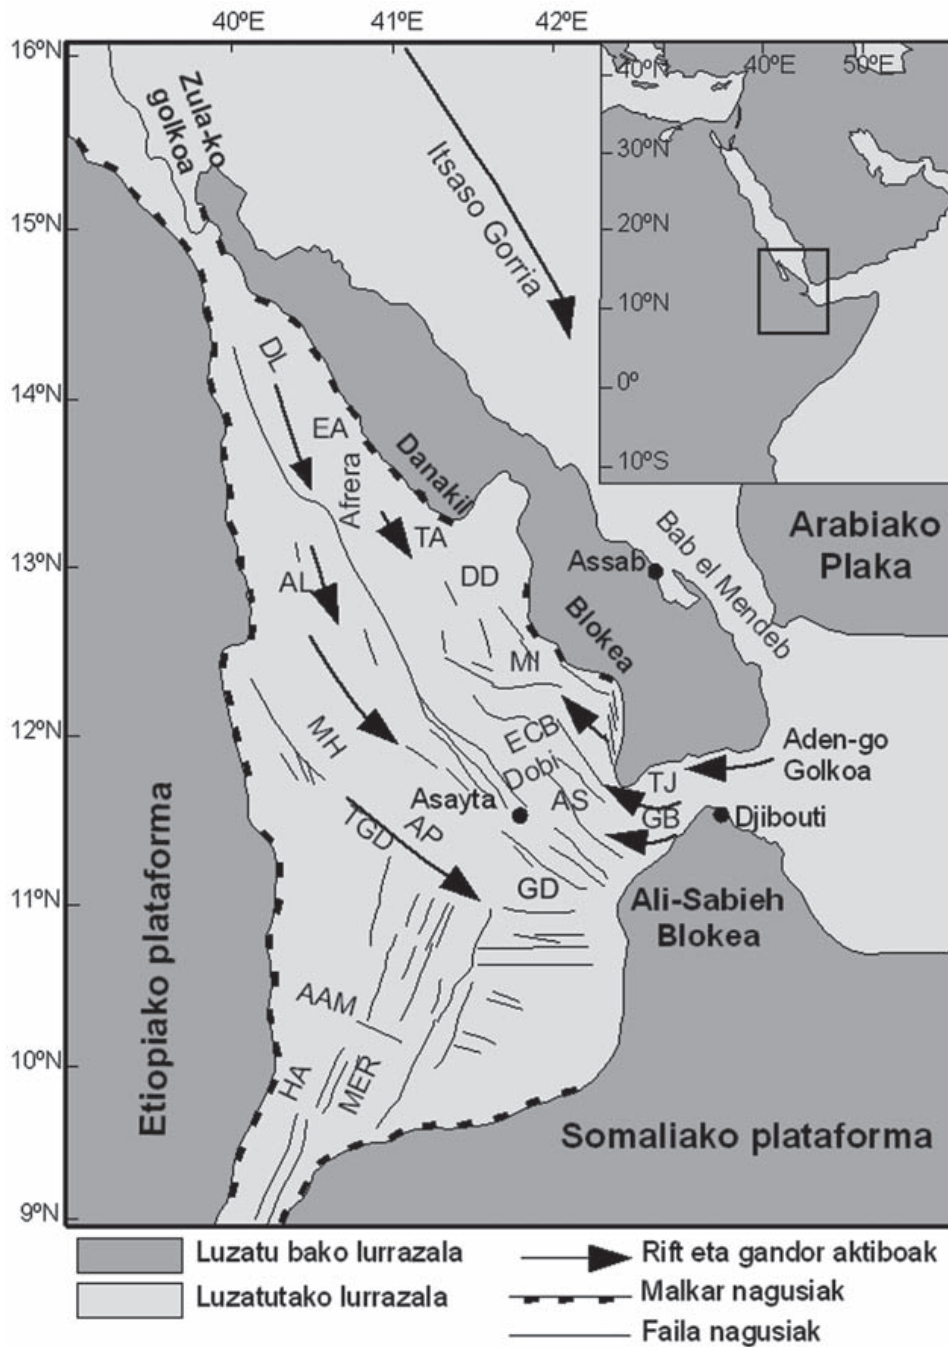 40ºE
41ºE
42ºE
16ºN
15ºN
14ºN
13ºN
12ºN
11ºN
10ºN
9ºN
Zula-ko
golkoa
Itsaso Gorria
40ºN
30ºN
20ºN
10ºN
0º
10ºS
40ºE
50ºE
DL
EA
Afrera
Danakil
TA
DD
AL
Assab
Bab el Mendeb
Arabiako
Plaka
Blokea
MI
MH
ECB
Dobi
AS
TJ
GB
Aden-go
Golkoa
Asayta
Djibouti
TGD
AP
GD
Ali-Sabieh
Blokea
Etiopiako plataforma
AAM
HA
MER
Somaliako plataforma
Luzatu bako lurrazala
Luzatutako lurrazala
Rift eta gandor aktiboak
Malkar nagusiak
Faila nagusiak